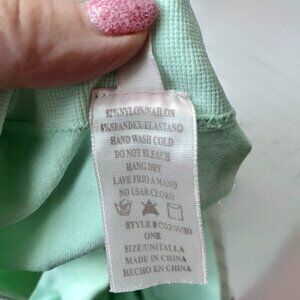 92%NYLON/NAILON
8%SPANDEX/ELASTANO
HAND WASH COLD
DO NOT BLEACH
HANG DRY
LAVE FRIO A MANO
NO USAR CLORO
STYLE
ONE
SIZE/UNITALLA
MADE IN CHINA
HECHO EN CHINA